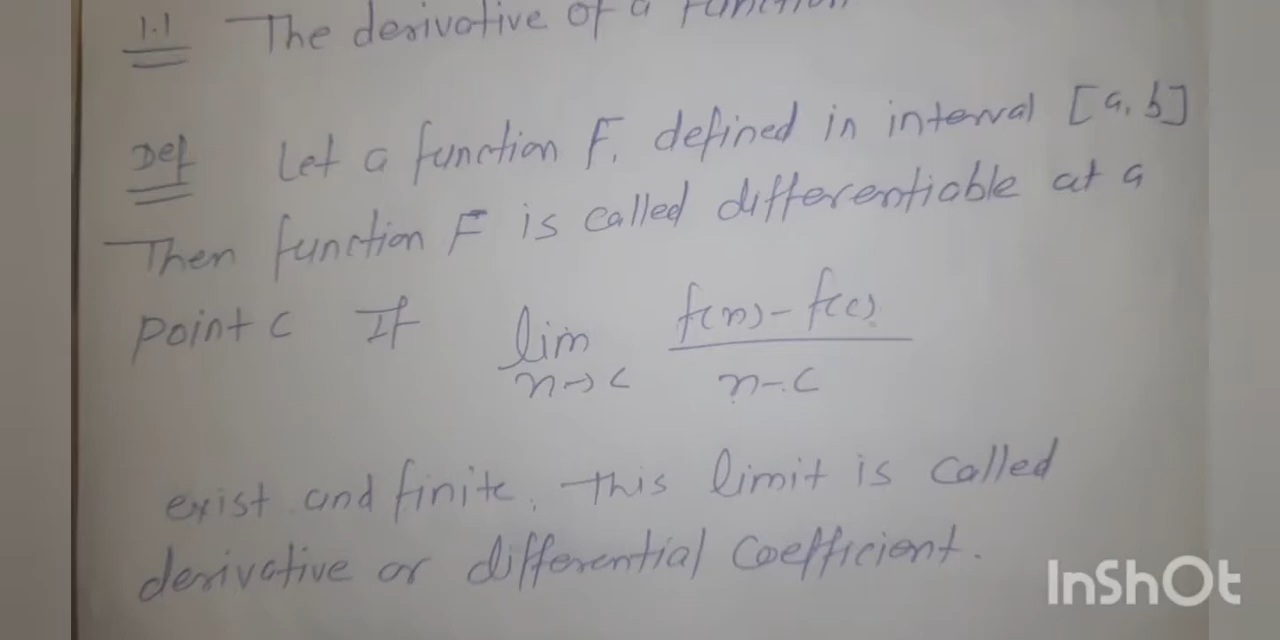 1.1 The derivative of a function
Def Let a function F, defined in interval [a, b]
Then function F is called differentiable at a
point c If lim f(x) - f(c)
x→c x-c
exist and finite. This limit is called
derivative or differential coefficient.
InShOt